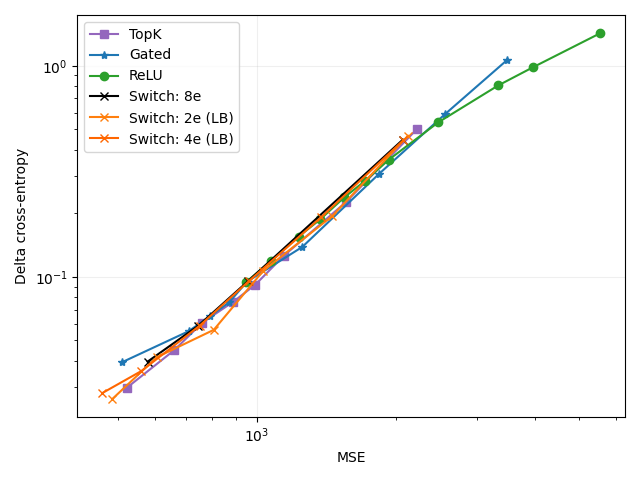 TopK
Gated
ReLU
Switch: 8e
Switch: 2e (LB)
Switch: 4e (LB)
Delta cross-entropy
10⁰
10⁻¹
10³
MSE